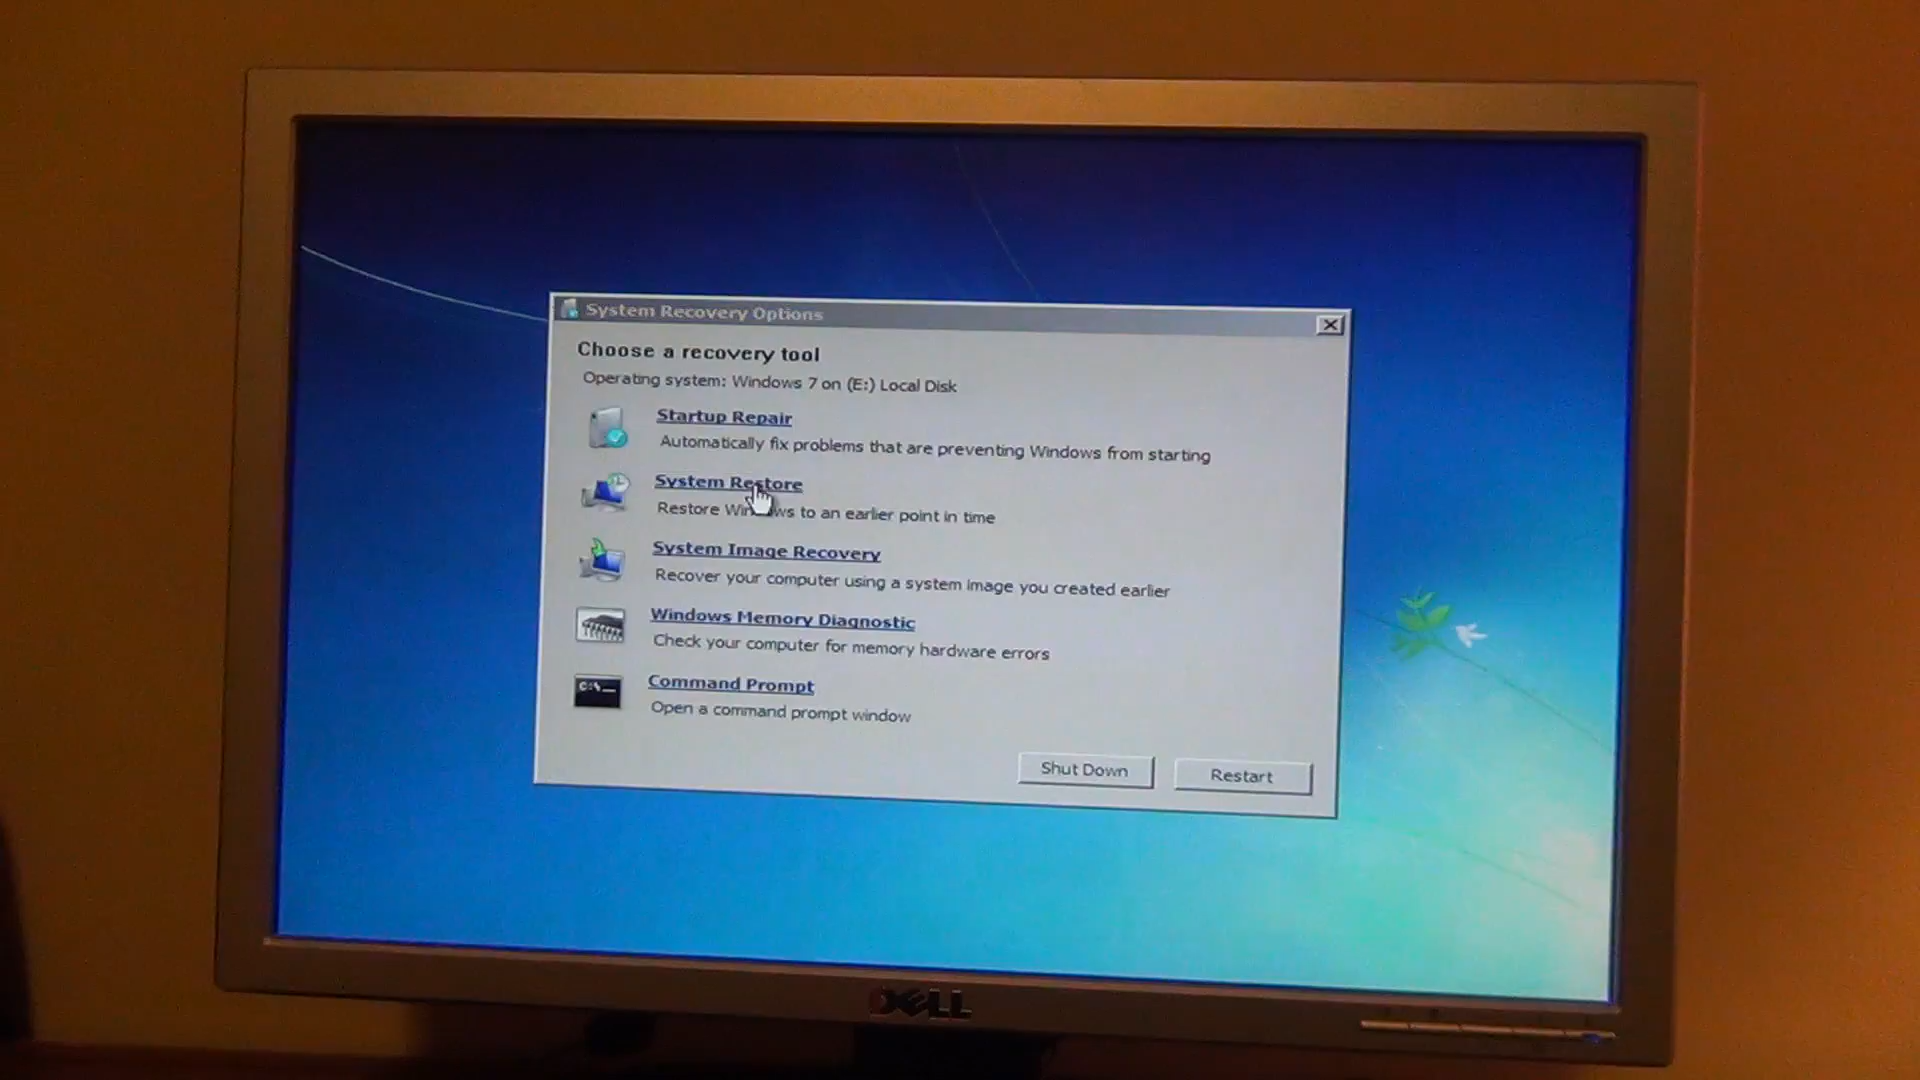 System Recovery Options
Choose a recovery tool
Operating system: Windows 7 on (E:) Local Disk
Startup Repair
Automatically fix problems that are preventing Windows from starting
System Restore
Restore Windows to an earlier point in time
System Image Recovery
Recover your computer using a system image you created earlier
Windows Memory Diagnostic
Check your computer for memory hardware errors
C:\_
Command Prompt
Open a command prompt window
Shut Down
Restart
DELL